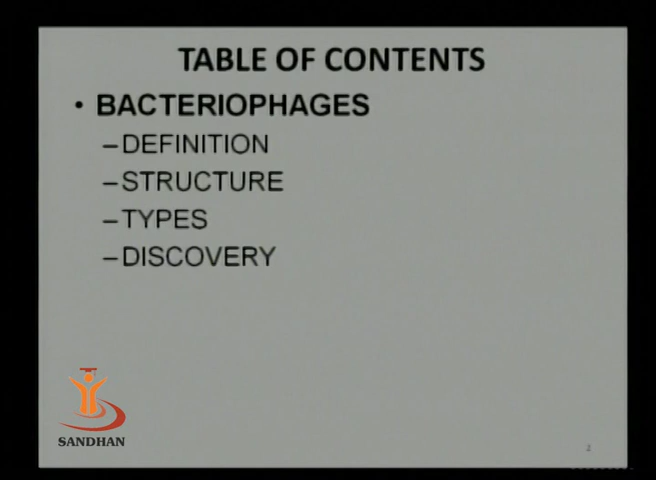 TABLE OF CONTENTS
• BACTERIOPHAGES
–DEFINITION
–STRUCTURE
–TYPES
–DISCOVERY
SANDHAN
2